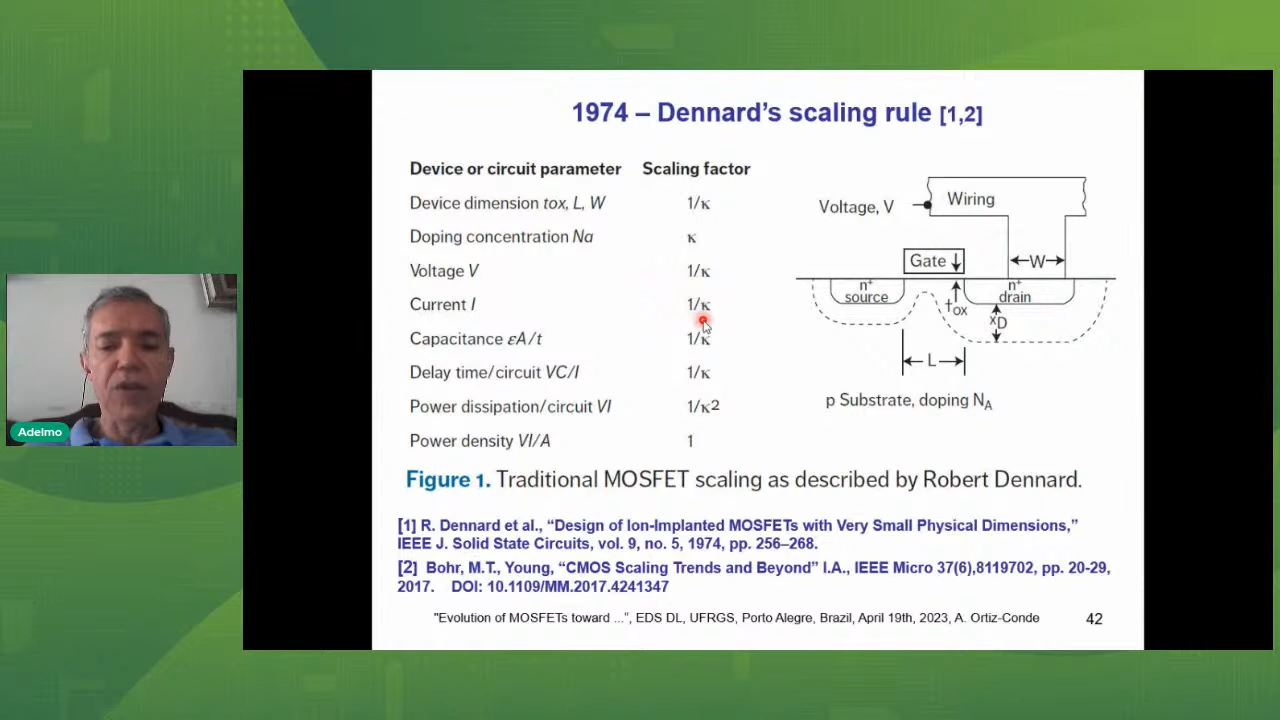 1974 – Dennard's scaling rule [1,2]
Device or circuit parameter Scaling factor
Device dimension tox, L, W 1/κ
Doping concentration Na κ
Voltage V 1/κ
Current I 1/κ
Capacitance εA/t 1/κ
Delay time/circuit VC/I 1/κ
Power dissipation/circuit VI 1/κ2
Power density VI/A 1
Voltage, V
Wiring
Gate
W
n+
source
n+
drain
tox
xD
L
p Substrate, doping NA
Adelmo
Figure 1. Traditional MOSFET scaling as described by Robert Dennard.
[1] R. Dennard et al., “Design of Ion-Implanted MOSFETs with Very Small Physical Dimensions,”
IEEE J. Solid State Circuits, vol. 9, no. 5, 1974, pp. 256–268.
[2] Bohr, M.T., Young, “CMOS Scaling Trends and Beyond” I.A., IEEE Micro 37(6),8119702, pp. 20-29,
2017. DOI: 10.1109/MM.2017.4241347
"Evolution of MOSFETs toward ...", EDS DL, UFRGS, Porto Alegre, Brazil, April 19th, 2023, A. Ortiz-Conde 42